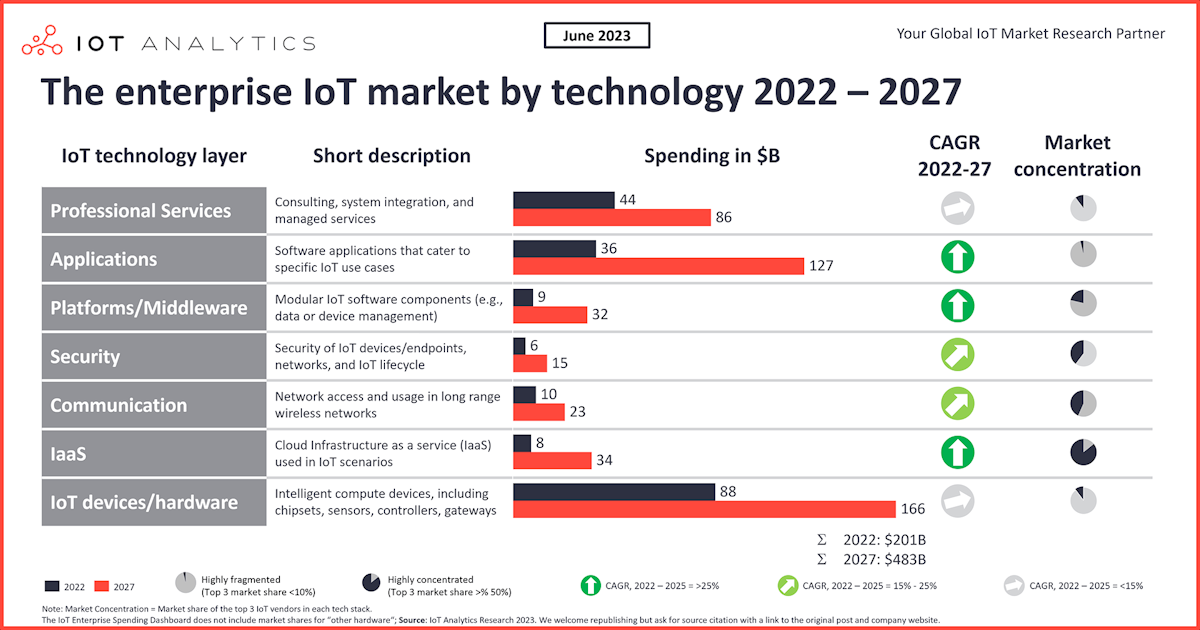 IOT ANALYTICS
June 2023
Your Global IoT Market Research Partner
The enterprise IoT market by technology 2022 – 2027
IoT technology layer
Short description
Spending in $B
CAGR
2022-27
Market
concentration
Professional Services
Consulting, system integration, and
managed services
44
86
Applications
Software applications that cater to
specific IoT use cases
36
127
Platforms/Middleware
Modular IoT software components (e.g.,
data or device management)
9
32
Security
Security of IoT devices/endpoints,
networks, and IoT lifecycle
6
15
Communication
Network access and usage in long range
wireless networks
10
23
IaaS
Cloud Infrastructure as a service (IaaS)
used in IoT scenarios
8
34
IoT devices/hardware
Intelligent compute devices, including
chipsets, sensors, controllers, gateways
88
166
Σ 2022: $201B
Σ 2027: $483B
2022 2027
Highly fragmented
(Top 3 market share <10%)
Highly concentrated
(Top 3 market share >% 50%)
CAGR, 2022 – 2025 = >25%
CAGR, 2022 – 2025 = 15% - 25%
CAGR, 2022 – 2025 = <15%
Note: Market Concentration = Market share of the top 3 IoT vendors in each tech stack.
The IoT Enterprise Spending Dashboard does not include market shares for "other hardware"; Source: IoT Analytics Research 2023. We welcome republishing but ask for source citation with a link to the original post and company website.